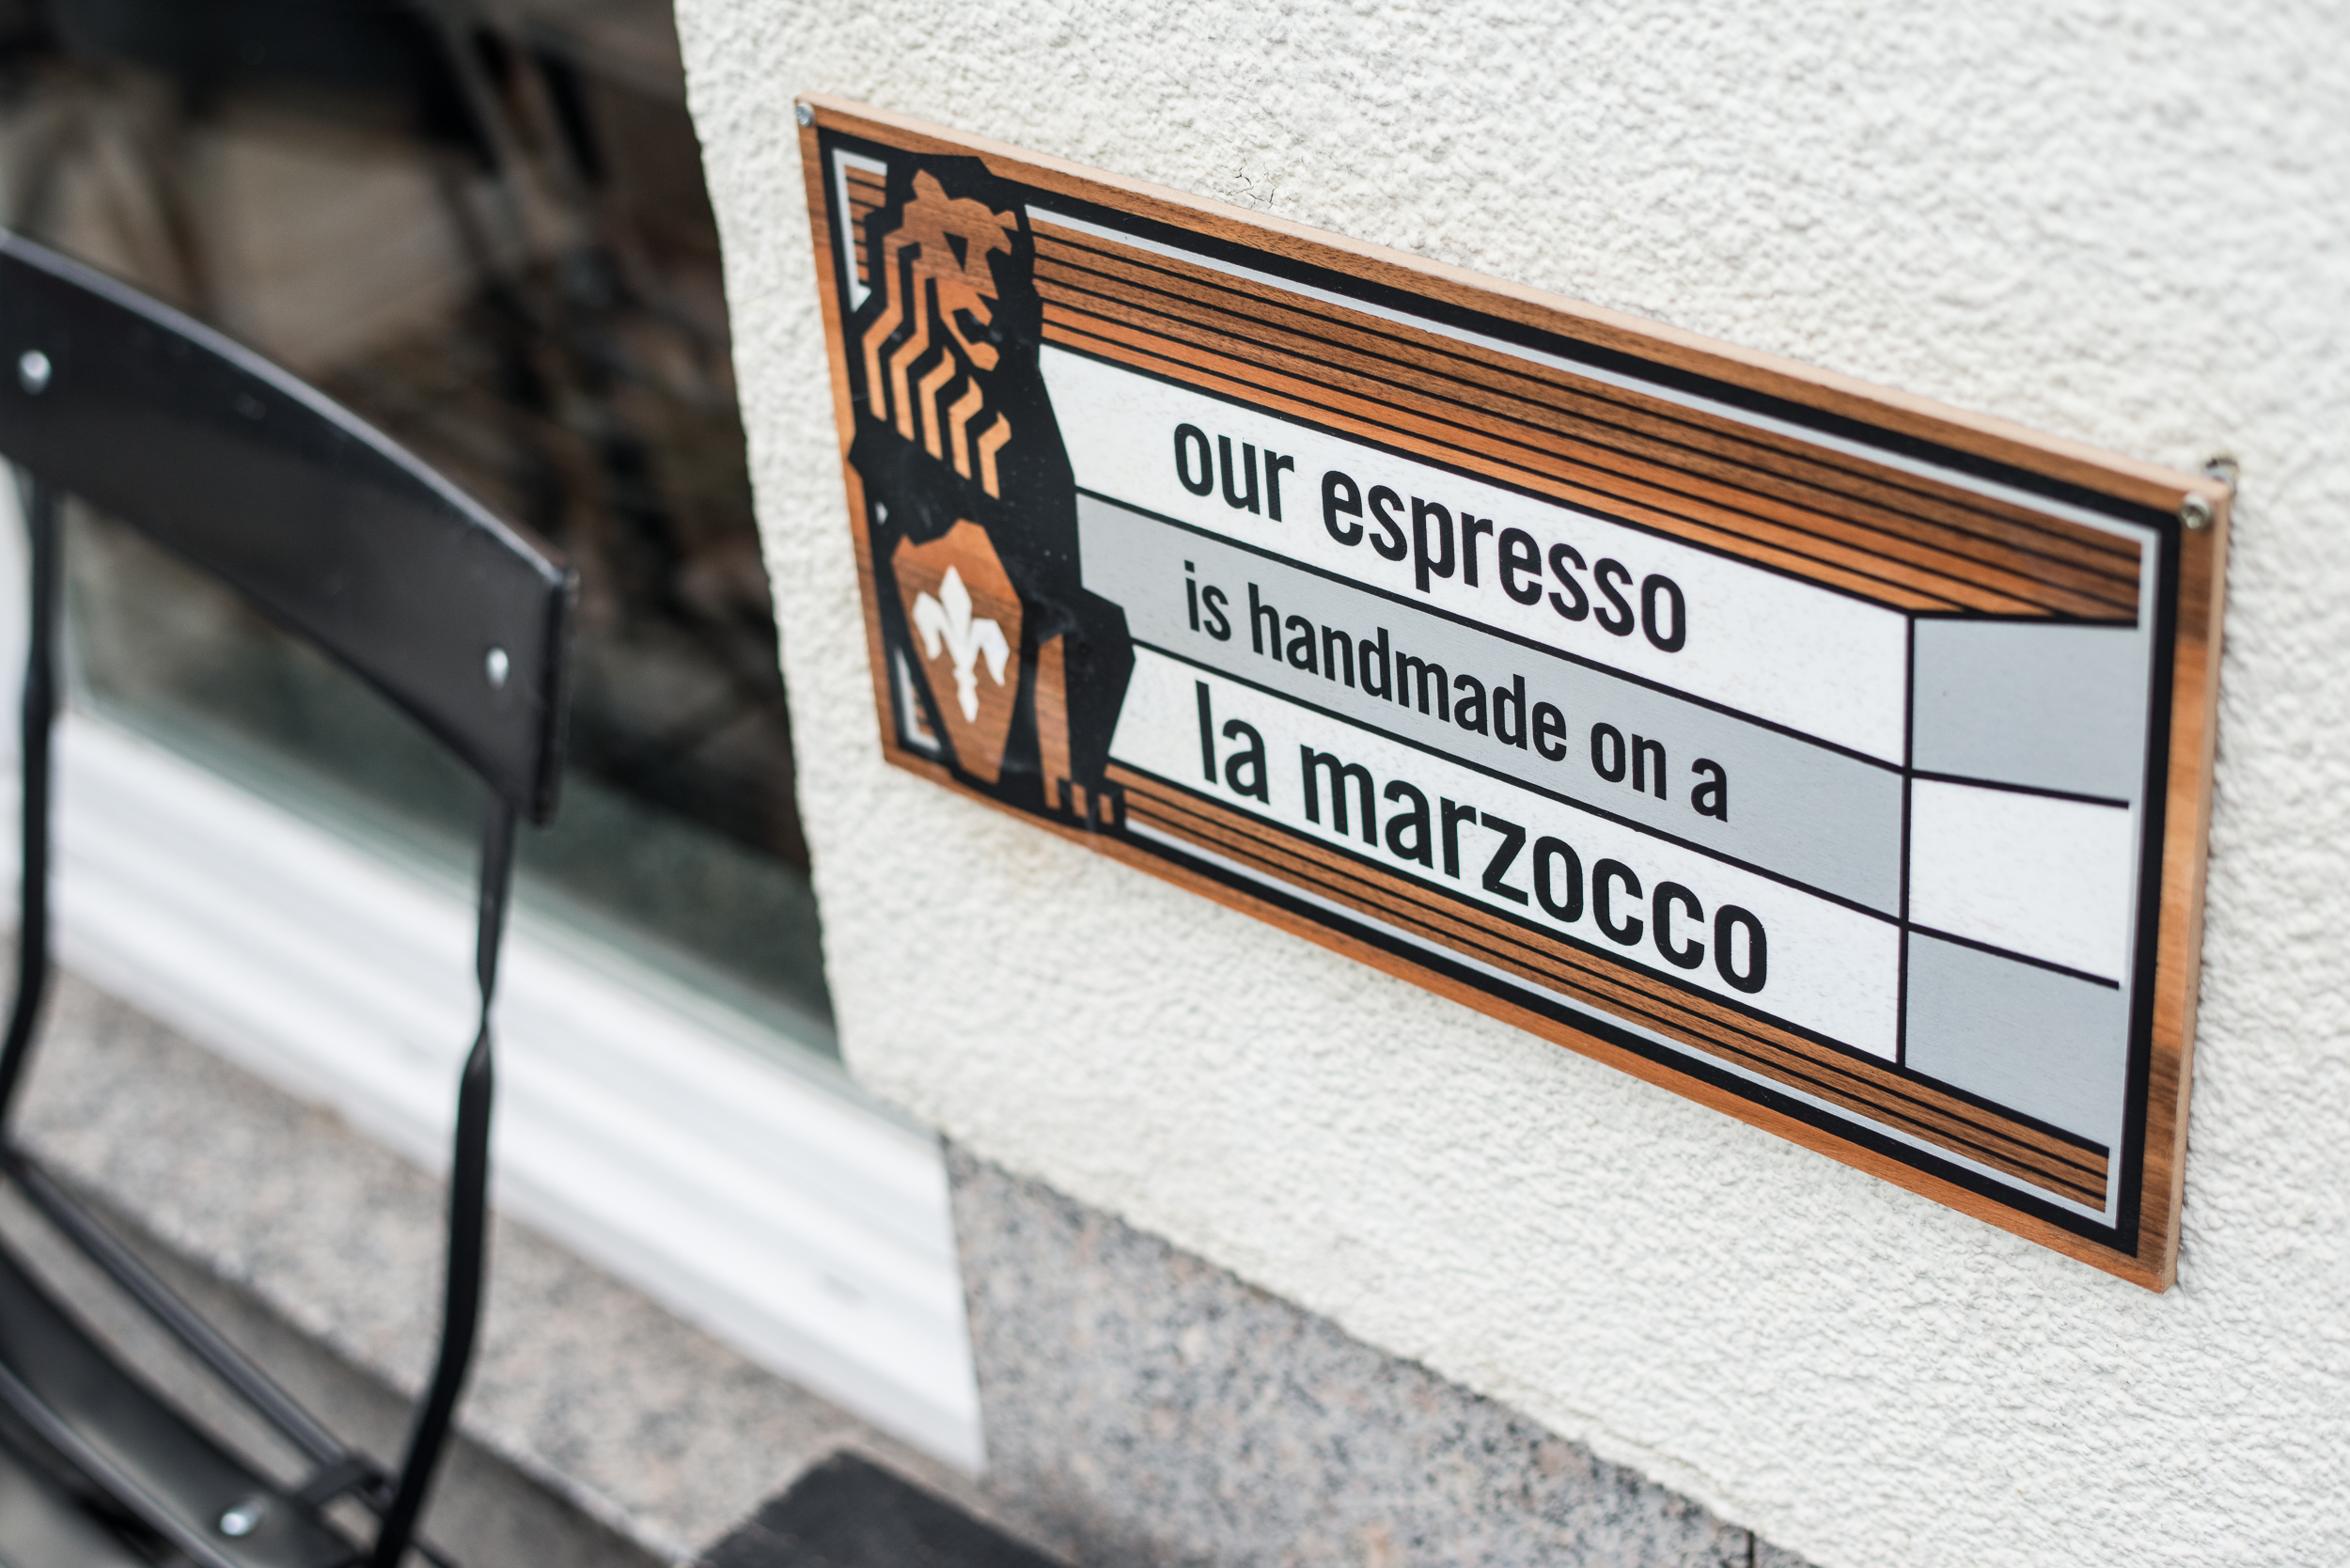 our espresso
is handmade on a
la marzocco